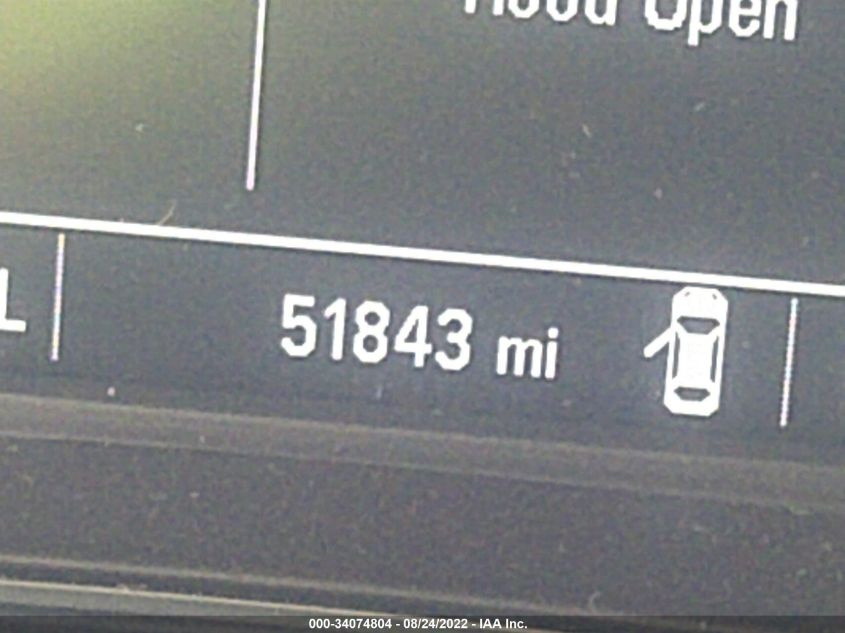 Hood Open
L
51843 mi
000-34074804 - 08/24/2022 - IAA Inc.